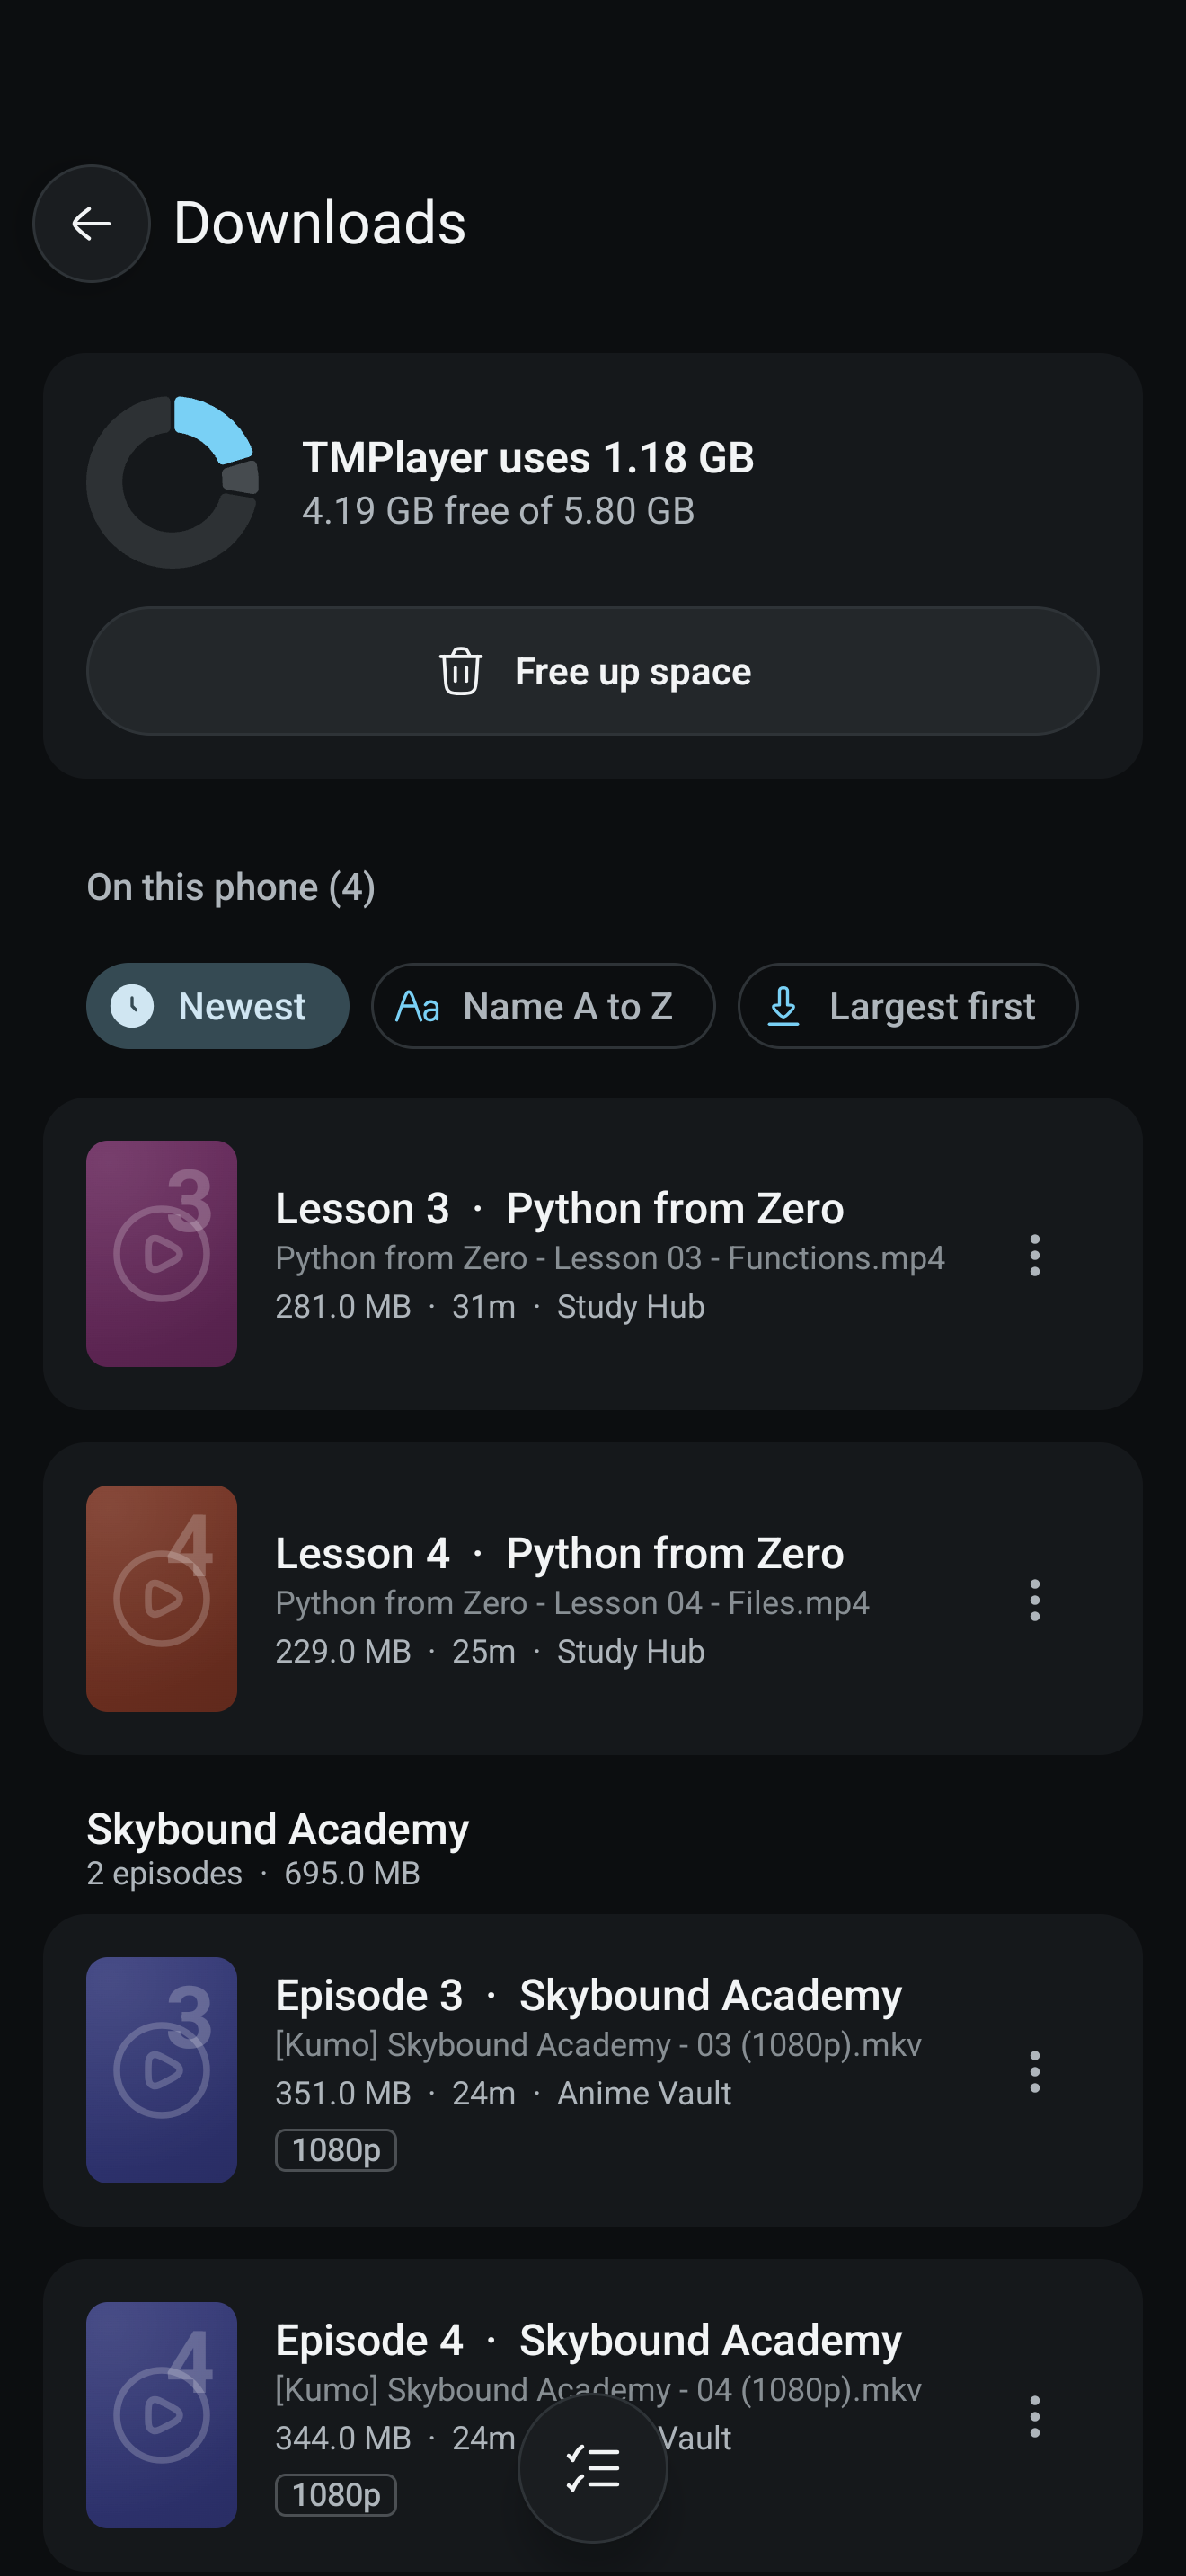 Downloads
TMPlayer uses 1.18 GB
4.19 GB free of 5.80 GB
Free up space
On this phone (4)
Newest
Aa Name A to Z
Largest first
3
Lesson 3 · Python from Zero
Python from Zero - Lesson 03 - Functions.mp4
281.0 MB · 31m · Study Hub
4
Lesson 4 · Python from Zero
Python from Zero - Lesson 04 - Files.mp4
229.0 MB · 25m · Study Hub
Skybound Academy
2 episodes · 695.0 MB
3
Episode 3 · Skybound Academy
[Kumo] Skybound Academy - 03 (1080p).mkv
351.0 MB · 24m · Anime Vault
1080p
4
Episode 4 · Skybound Academy
[Kumo] Skybound Academy - 04 (1080p).mkv
344.0 MB · 24m Vault
1080p